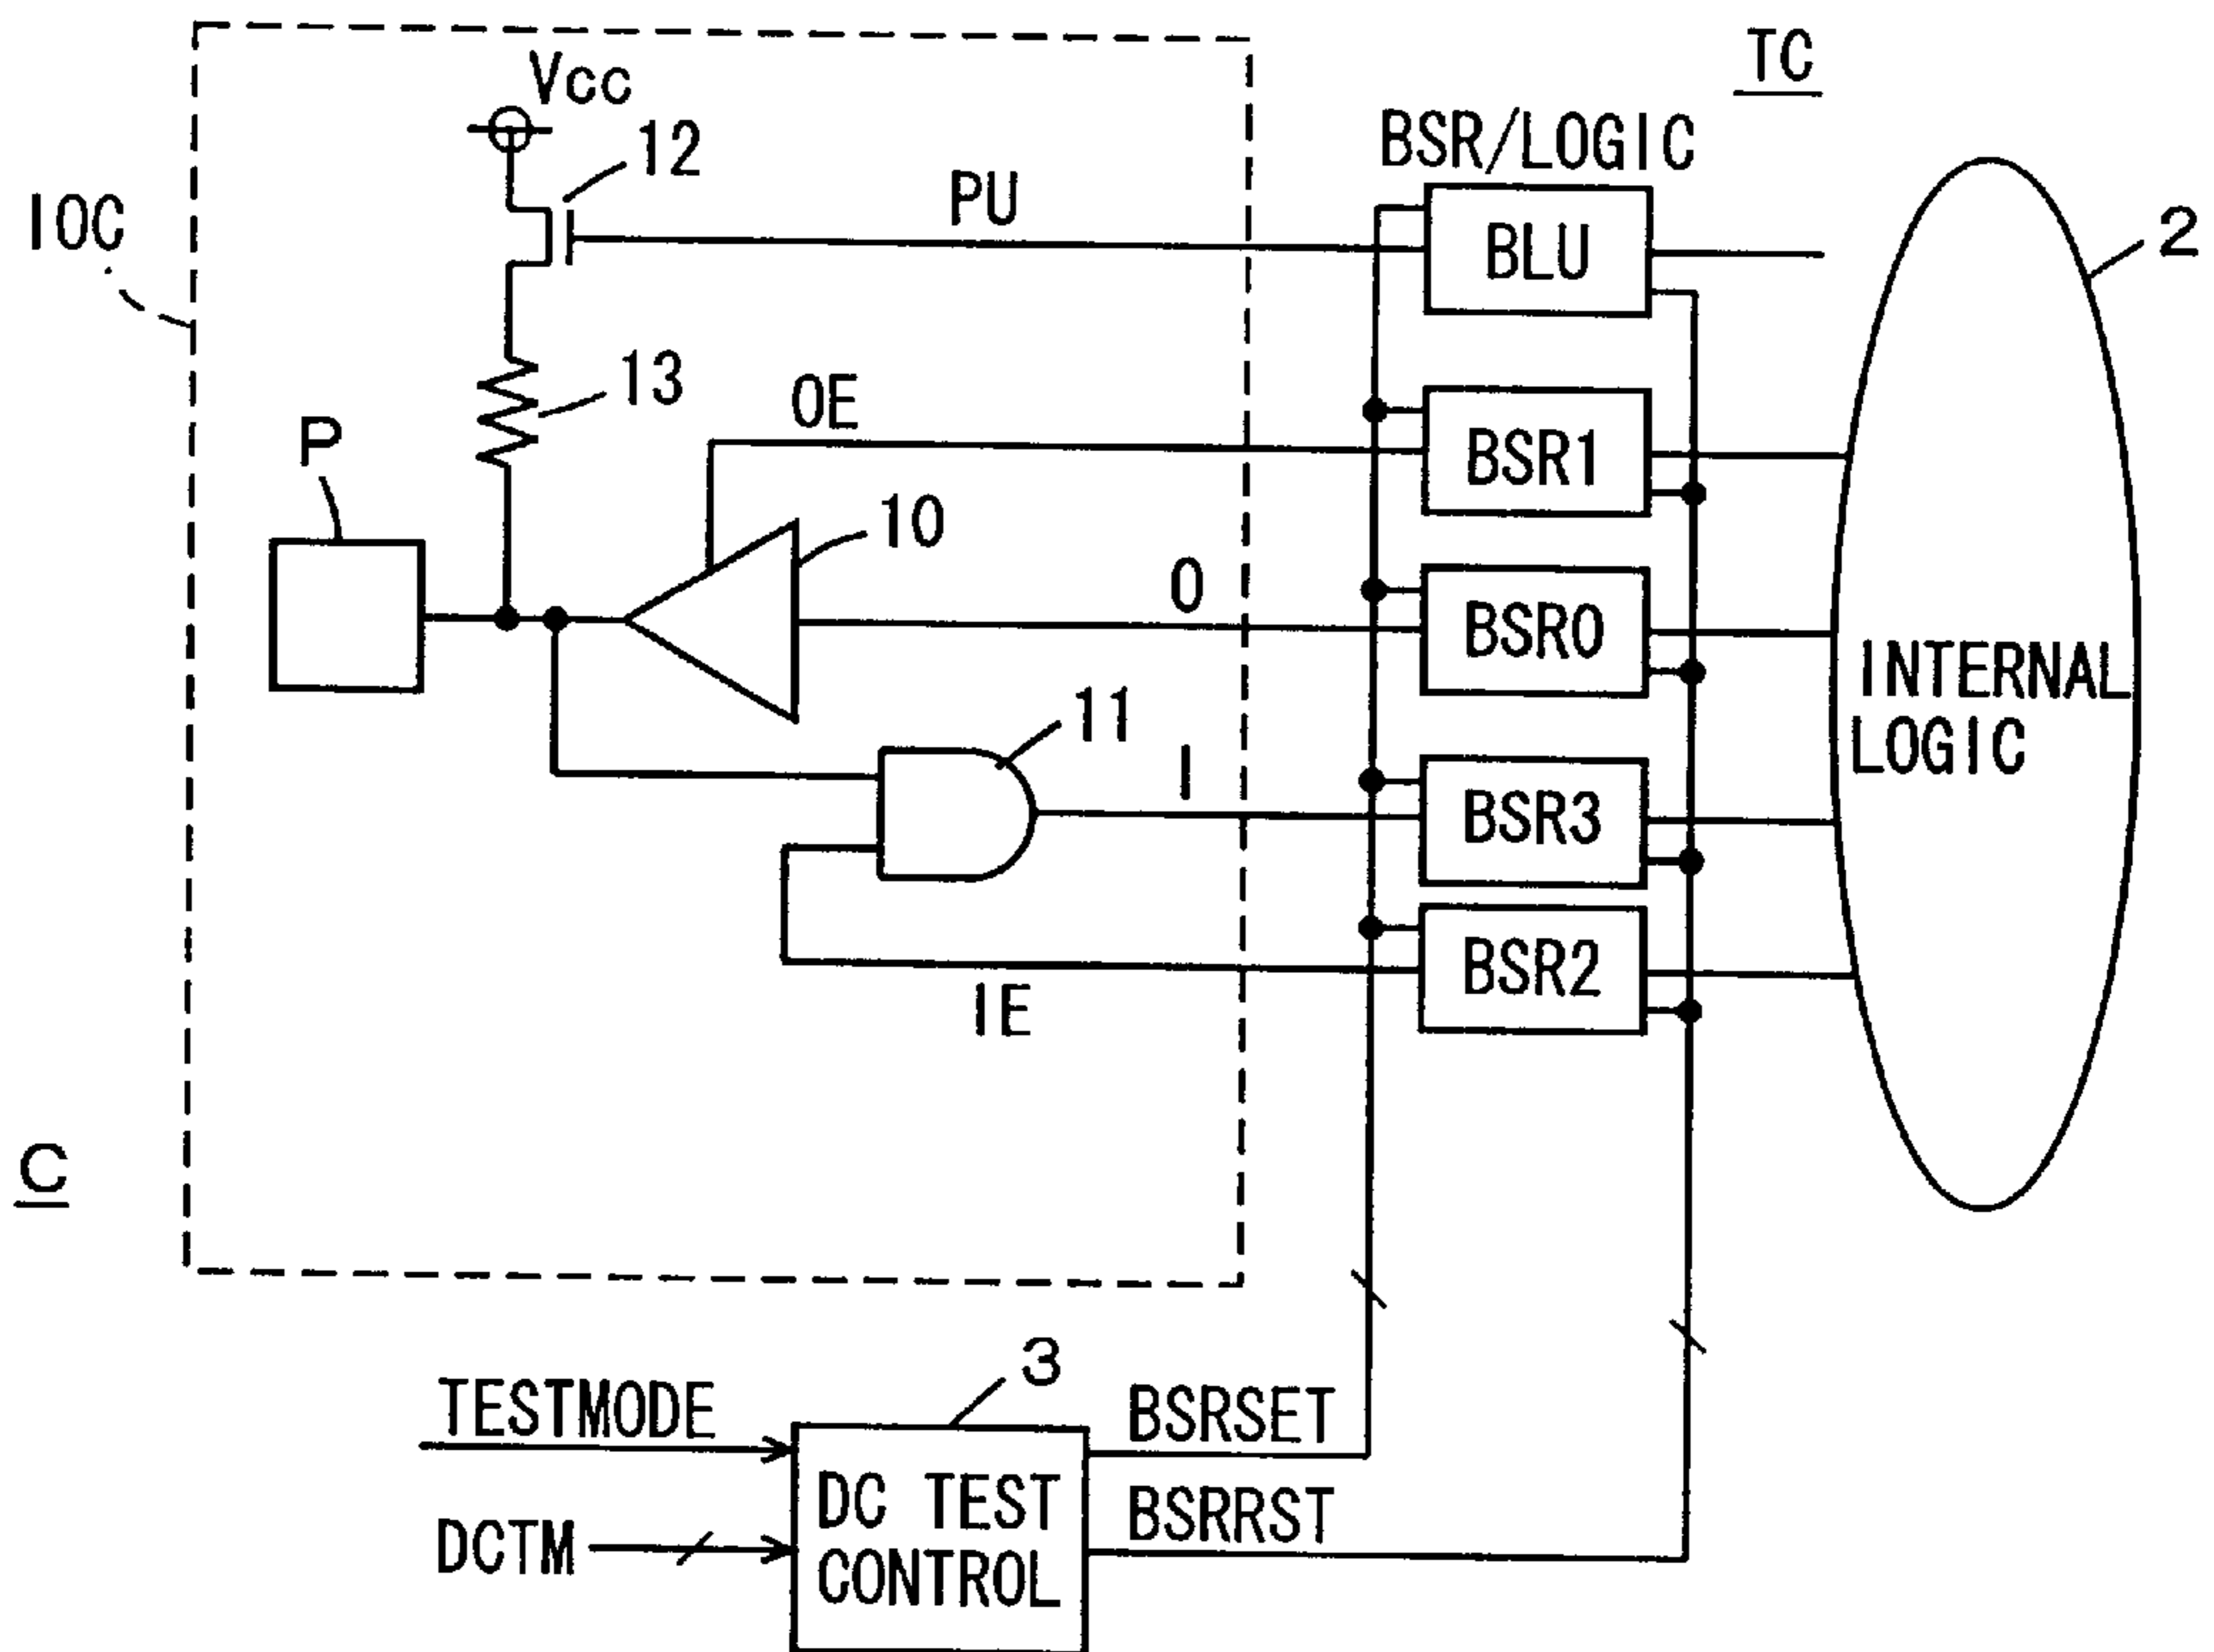 TC
Vcc
12
BSR/LOGIC
PU
IOC
BLU
2
13
OE
P
BSR1
10
O
BSR0
INTERNAL
LOGIC
11
I
BSR3
BSR2
IE
C
3
TESTMODE
BSRSET
DC TEST
CONTROL
BSRRST
DCTM